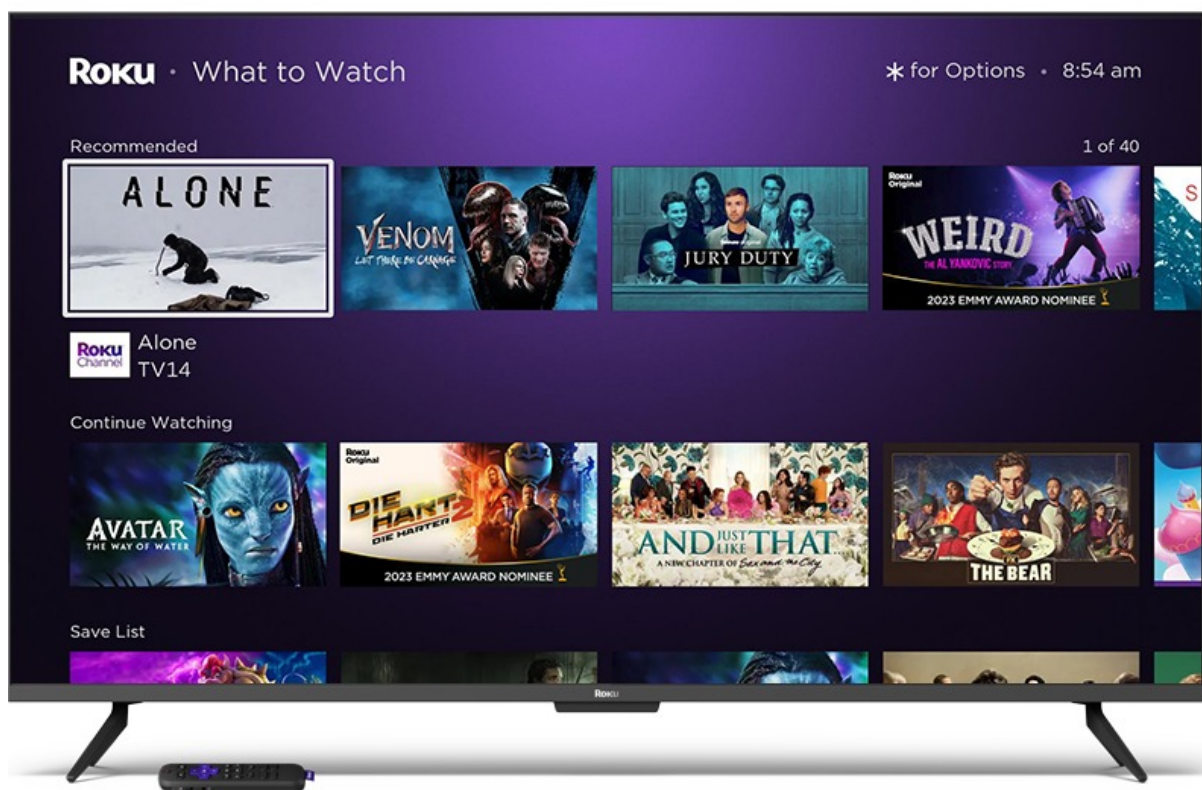 Roku · What to Watch
* for Options • 8:54 am
Recommended
1 of 40
ALONE
VENOM
LET THERE BE CARNAGE
JURY DUTY
Roku
Original
WEIRD
THE AL YANKOVIC STORY
2023 EMMY AWARD NOMINEE
S
Roku
Channel
Alone
TV14
Continue Watching
AVATAR
THE WAY OF WATER
Roku
Original
DIE
HART 2
DIE HARTER
2023 EMMY AWARD NOMINEE
AND JUST LIKE THAT...
A NEW CHAPTER OF Sex and the City
FX
THE BEAR
Save List
Roku